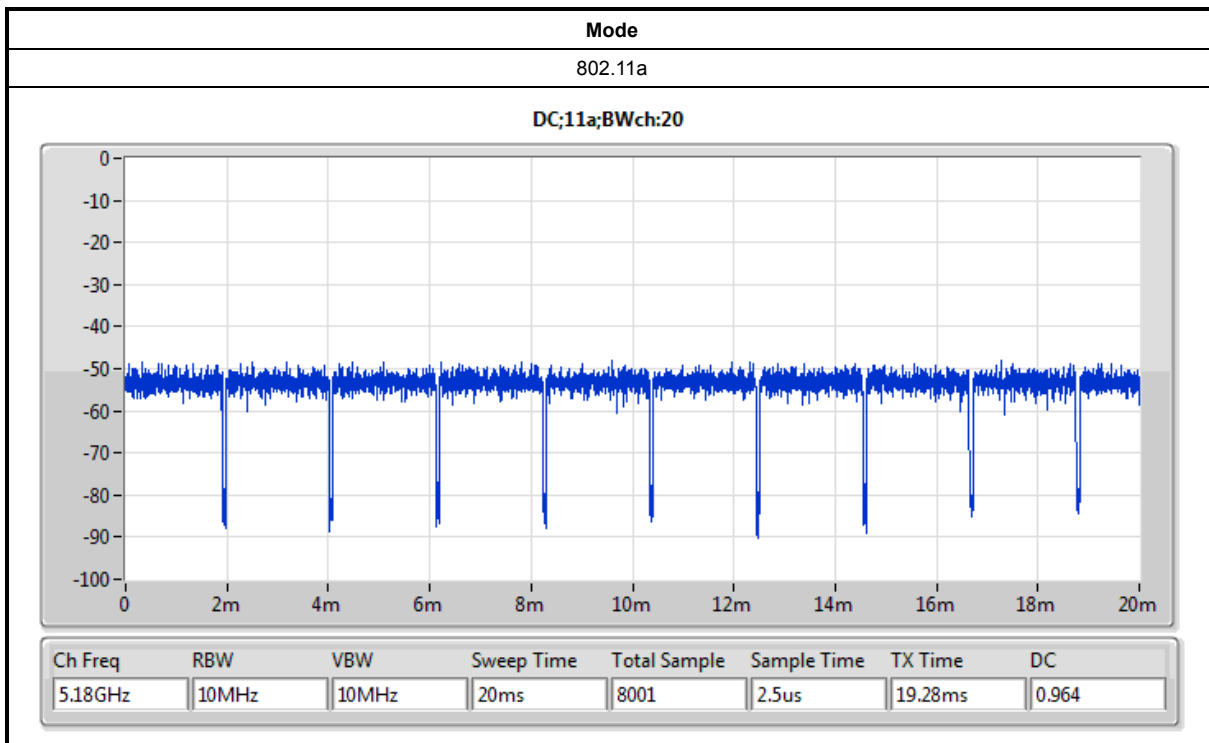 Mode
802.11a
DC;11a;BWch:20
0
-10
-20
-30
-40
-50
-60
-70
-80
-90
-100
0 2m 4m 6m 8m 10m 12m 14m 16m 18m 20m
Ch Freq RBW VBW Sweep Time Total Sample Sample Time TX Time DC
5.18GHz 10MHz 10MHz 20ms 8001 2.5us 19.28ms 0.964